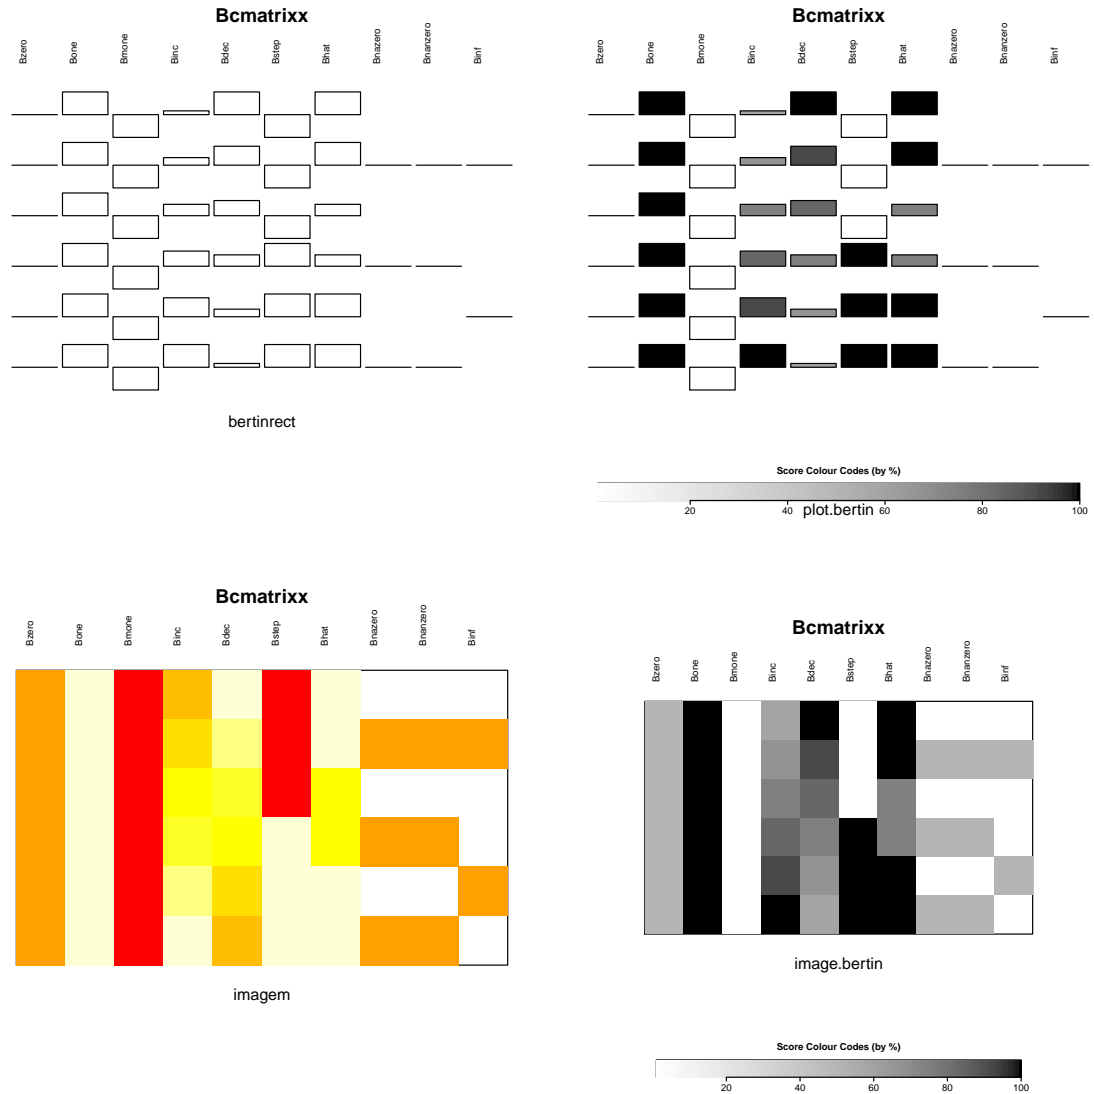 Bcmatrixx
Bzero Bone Bmone Binc Bdec Bstep Bhat Bnazero Bnanzero Binf
bertinrect
Bcmatrixx
Bzero Bone Bmone Binc Bdec Bstep Bhat Bnazero Bnanzero Binf
Score Colour Codes (by %)
20 40 60 80 100
plot.bertin
Bcmatrixx
Bzero Bone Bmone Binc Bdec Bstep Bhat Bnazero Bnanzero Binf
imagem
Bcmatrixx
Bzero Bone Bmone Binc Bdec Bstep Bhat Bnazero Bnanzero Binf
image.bertin
Score Colour Codes (by %)
20 40 60 80 100